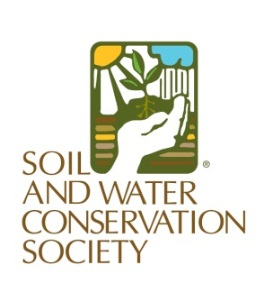 SOIL ®
AND WATER
CONSERVATION
SOCIETY